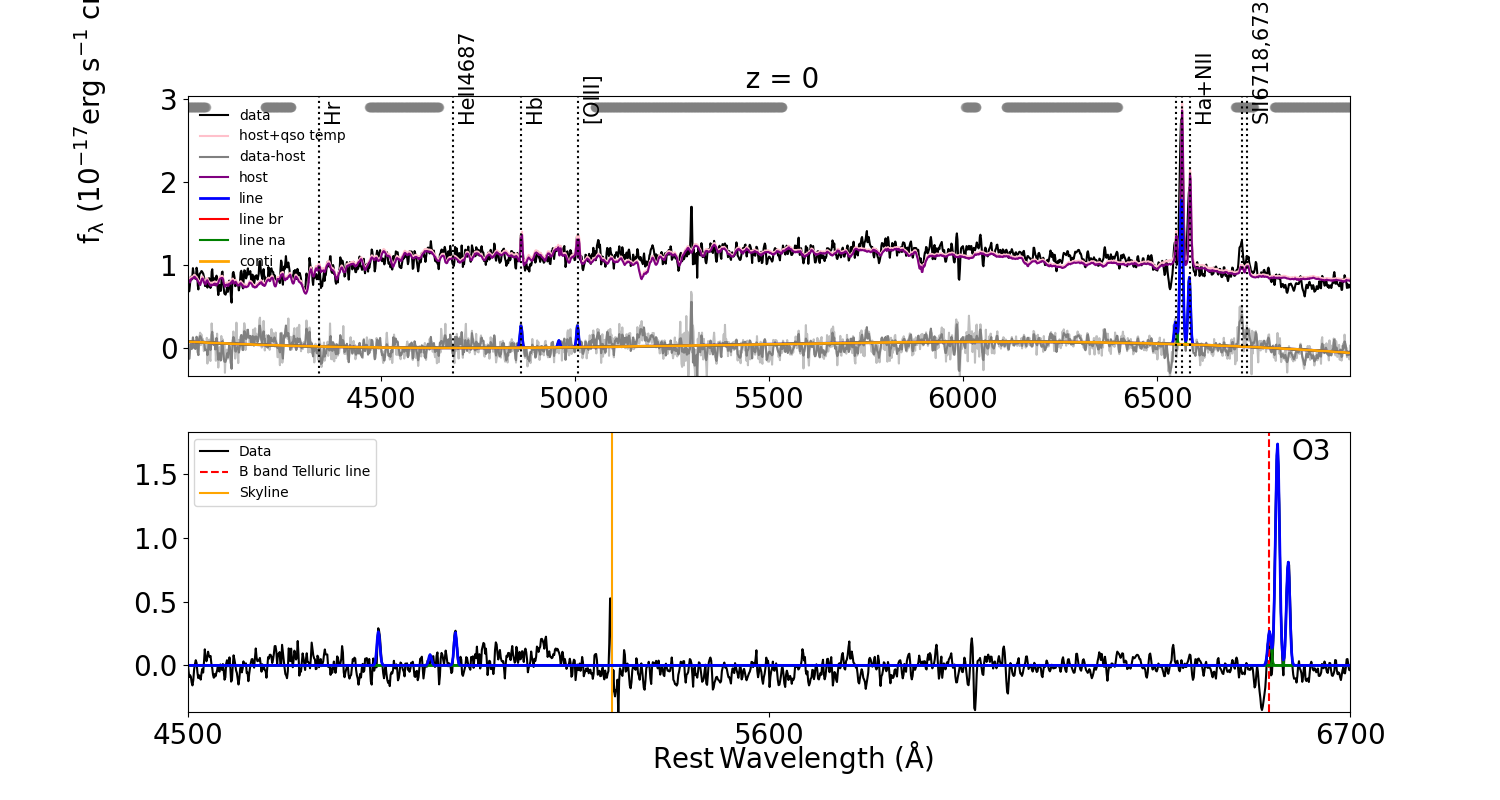 z = 0
f_λ (10^−17 erg s^−1 c
Hr
HeII4687
Hb
[OIII]
Ha+NII
SII6718,673
data
host+qso temp
data-host
host
line
line br
line na
conti
3
2
1
0
4500 5000 5500 6000 6500
Data
B band Telluric line
Skyline
O3
1.5
1.0
0.5
0.0
4500 5600 6700
Rest Wavelength (Å)